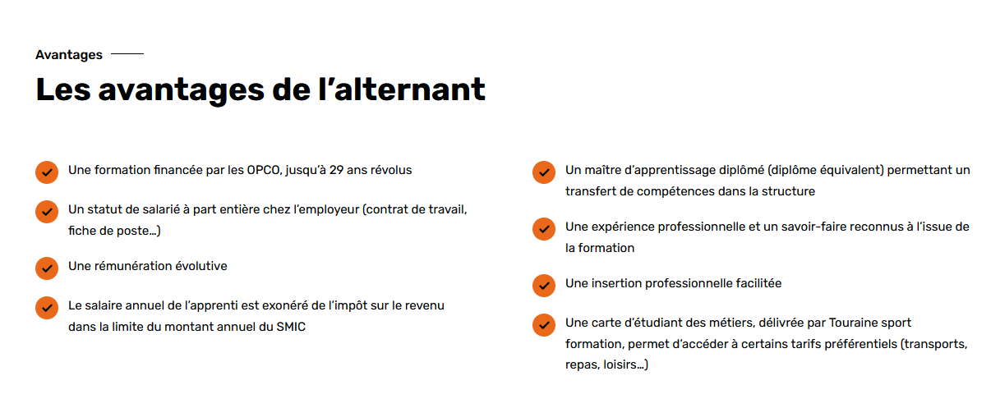 Avantages
Les avantages de l’alternant
Une formation financée par les OPCO, jusqu’à 29 ans révolus
Un statut de salarié à part entière chez l’employeur (contrat de travail,
fiche de poste…)
Une rémunération évolutive
Le salaire annuel de l’apprenti est exonéré de l’impôt sur le revenu
dans la limite du montant annuel du SMIC
Un maître d’apprentissage diplômé (diplôme équivalent) permettant un
transfert de compétences dans la structure
Une expérience professionnelle et un savoir-faire reconnus à l’issue de
la formation
Une insertion professionnelle facilitée
Une carte d’étudiant des métiers, délivrée par Touraine sport
formation, permet d’accéder à certains tarifs préférentiels (transports,
repas, loisirs…)